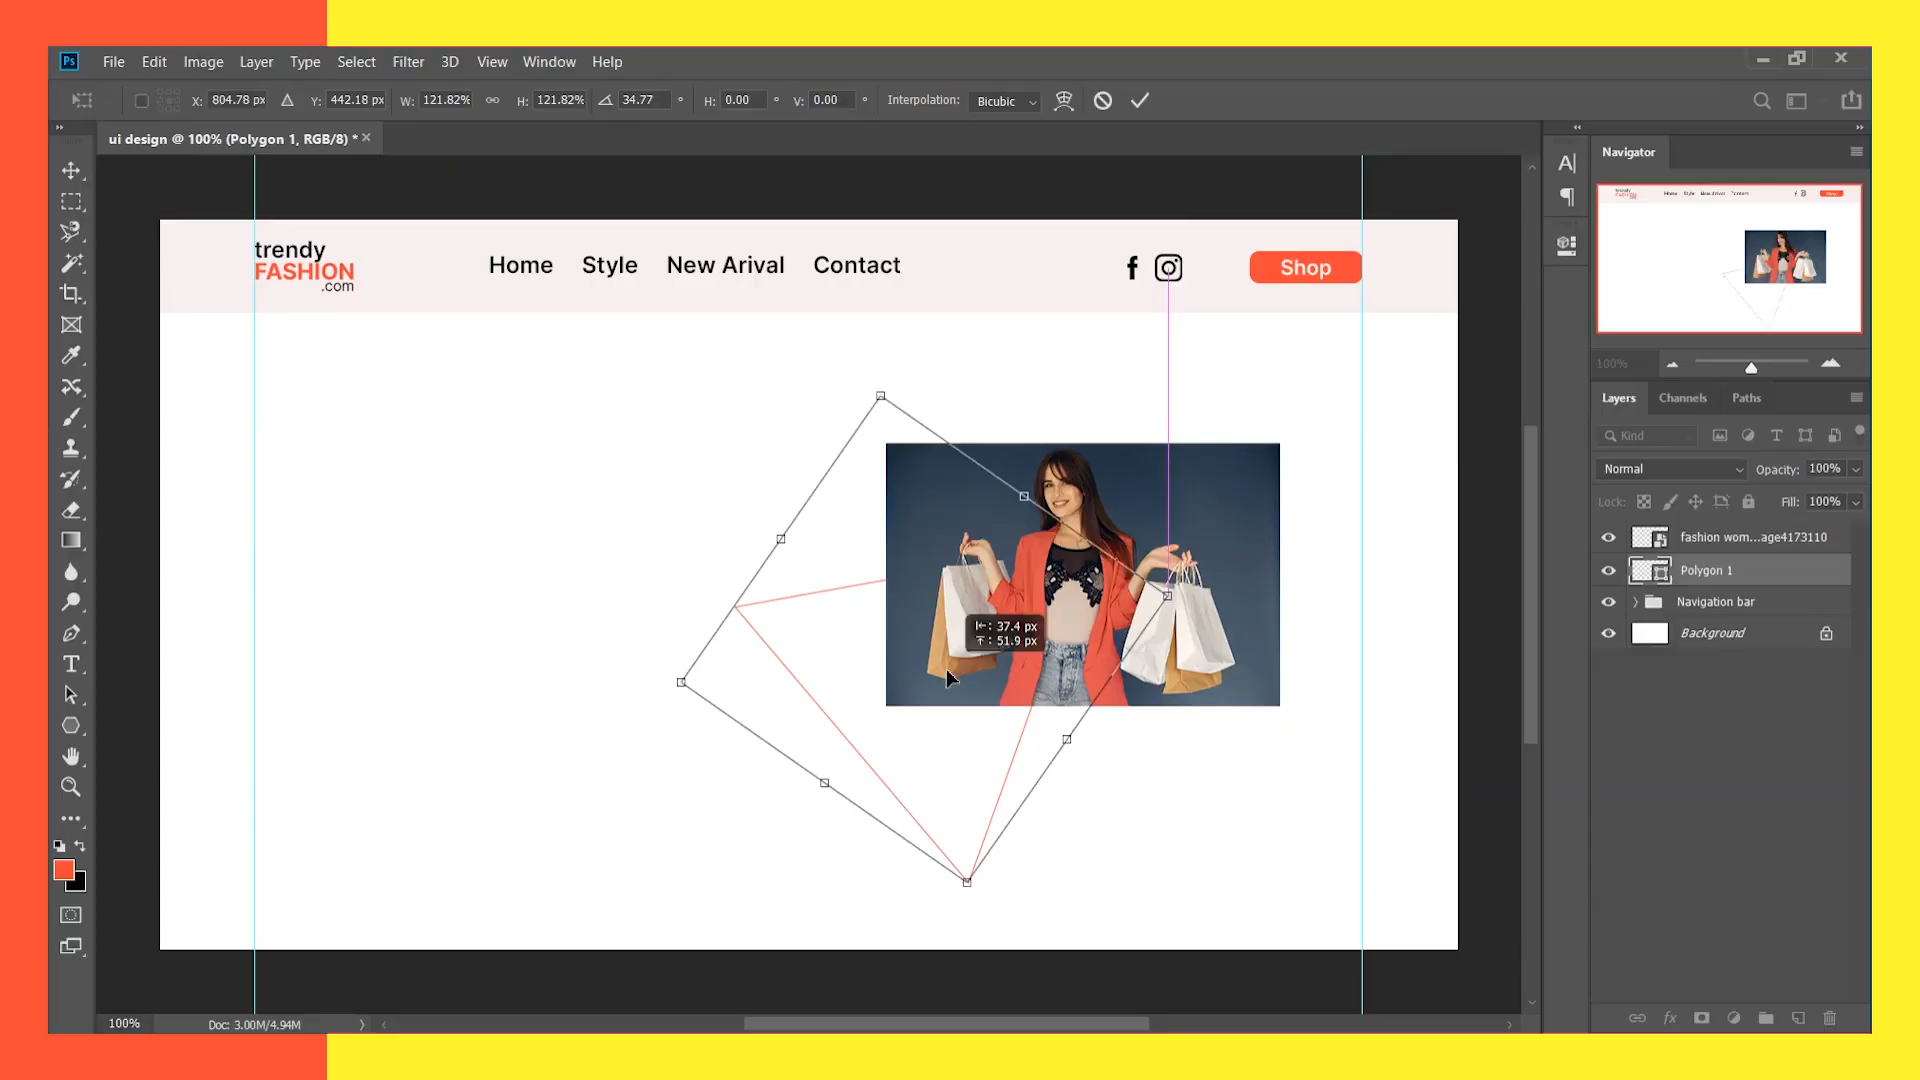 Ps File Edit Image Layer Type Select Filter 3D View Window Help
X: 804.78 px Y: 442.18 px W: 121.82% H: 121.82% 34.77 ° H: 0.00 ° V: 0.00 ° Interpolation: Bicubic
ui design @ 100% (Polygon 1, RGB/8) * ×
trendy
FASHION
.com
Home Style New Arival Contact
Shop
37.4 px
51.9 px
100% Doc: 3.00M/4.94M
A|
Navigator
100%
Layers Channels Paths
Kind
Normal Opacity: 100%
Lock: Fill: 100%
fashion wom...age4173110
Polygon 1
Navigation bar
Background
fx